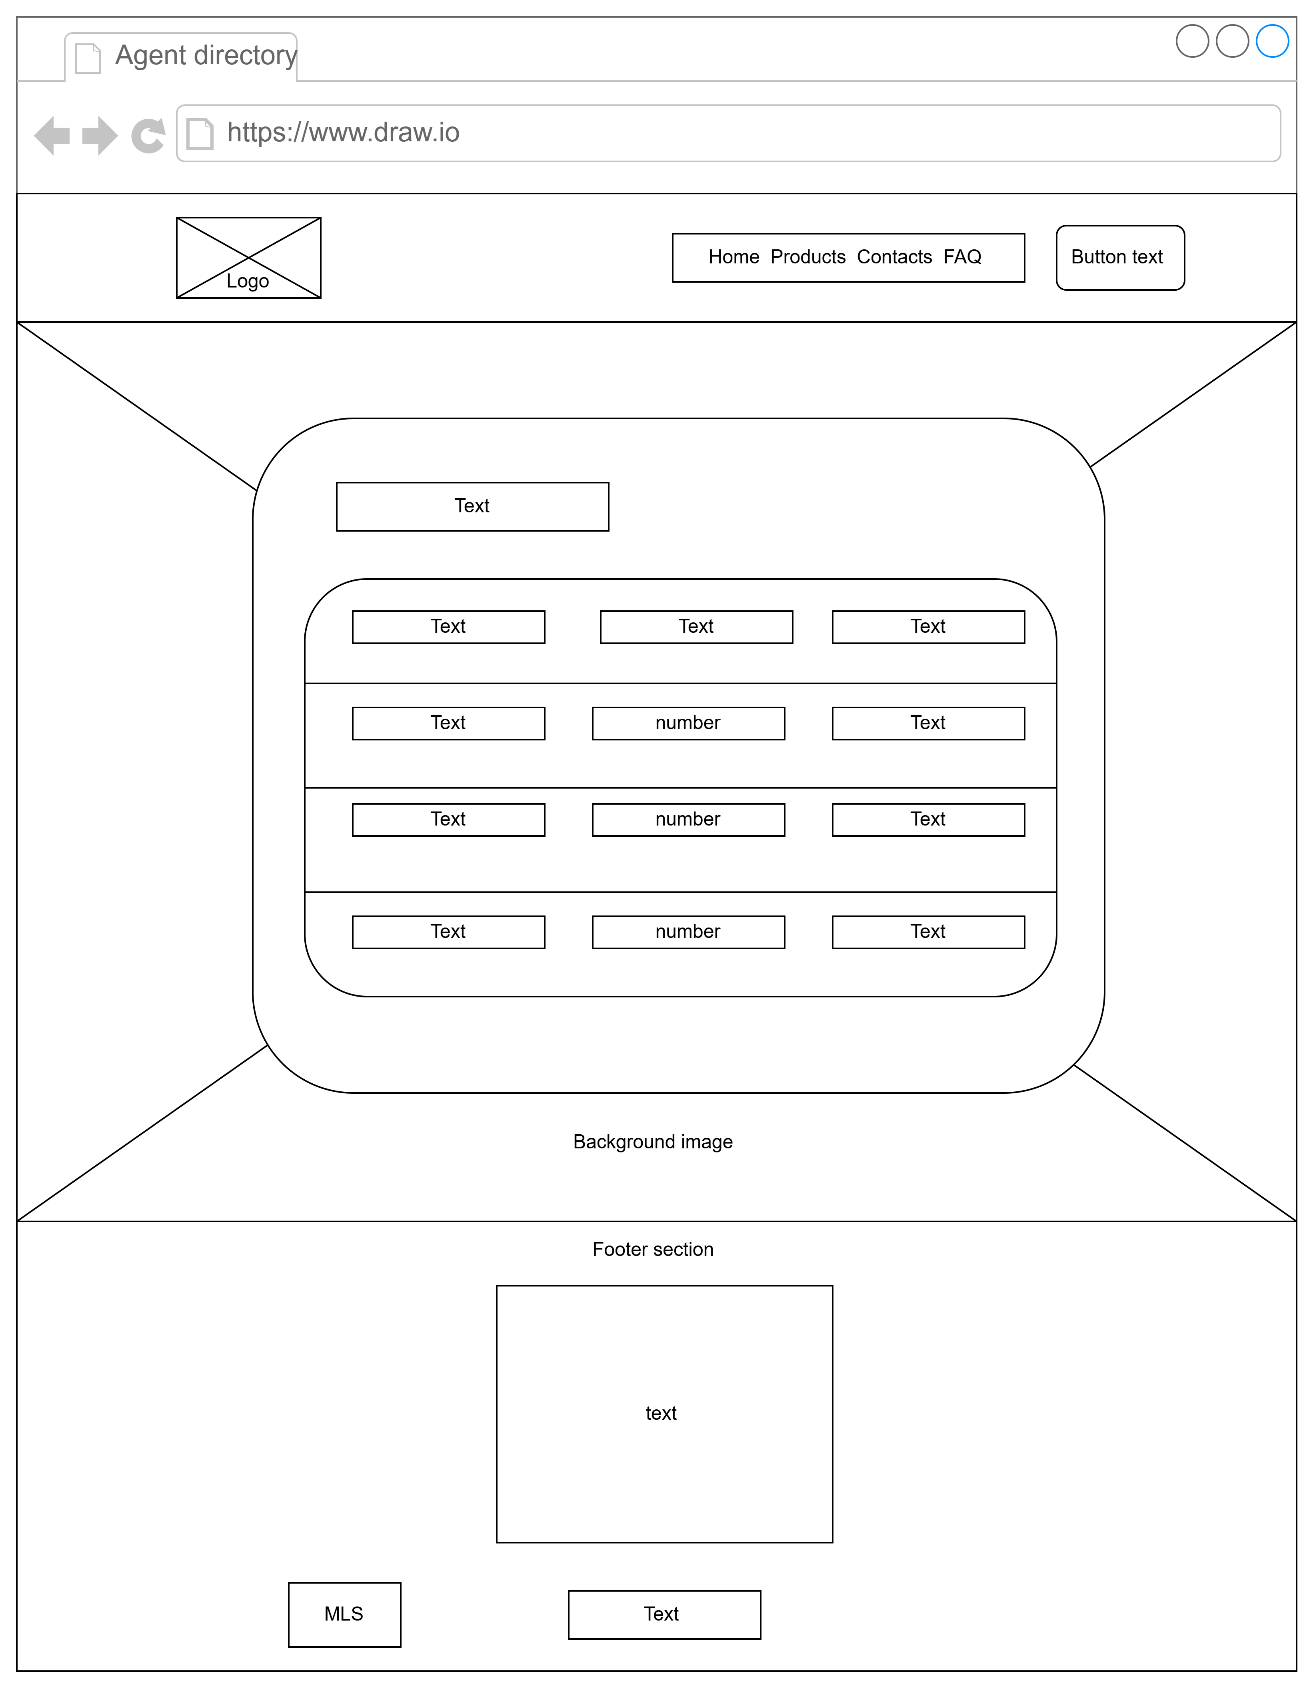 Agent directory
https://www.draw.io
Logo
Home Products Contacts FAQ
Button text
Text
Text Text Text
Text number Text
Text number Text
Text number Text
Background image
Footer section
text
MLS
Text